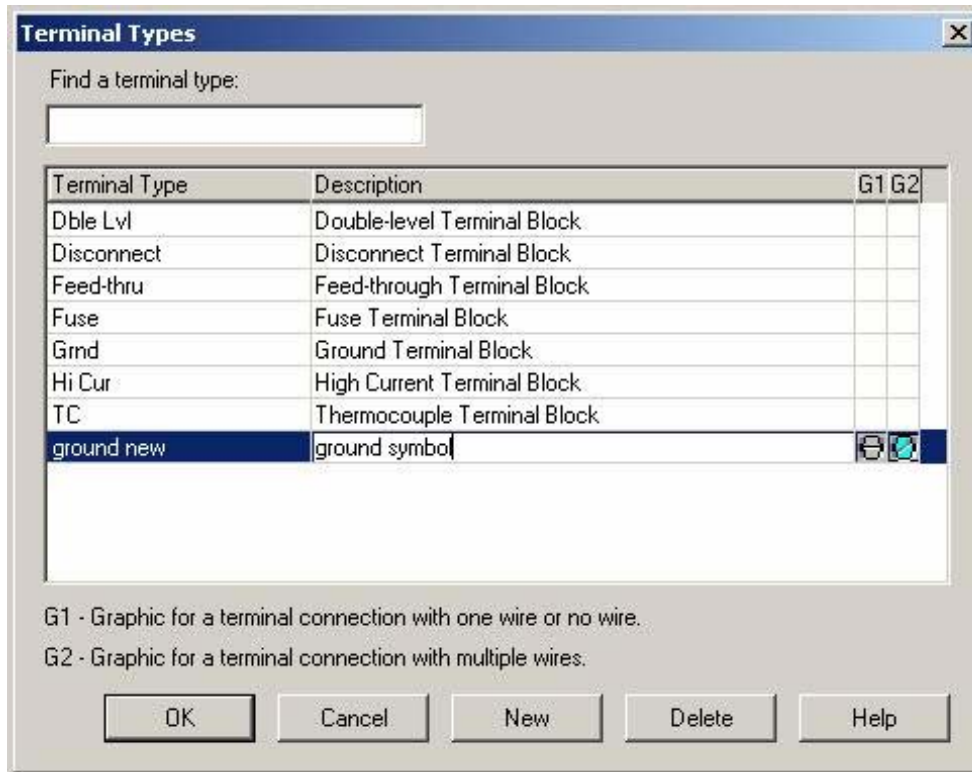 Terminal Types
Find a terminal type:
Terminal Type Description G1 G2
Dble Lvl Double-level Terminal Block
Disconnect Disconnect Terminal Block
Feed-thru Feed-through Terminal Block
Fuse Fuse Terminal Block
Grnd Ground Terminal Block
Hi Cur High Current Terminal Block
TC Thermocouple Terminal Block
ground new ground symbol
G1 - Graphic for a terminal connection with one wire or no wire.
G2 - Graphic for a terminal connection with multiple wires.
OK Cancel New Delete Help